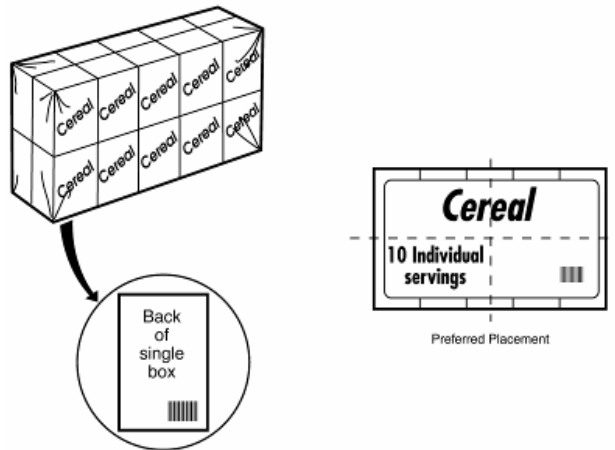 Cereal
Cereal
Cereal
Cereal
Cereal
Cereal
Cereal
Cereal
Cereal
Cereal
Back
of
single
box
Cereal
10 Individual
servings
Preferred Placement